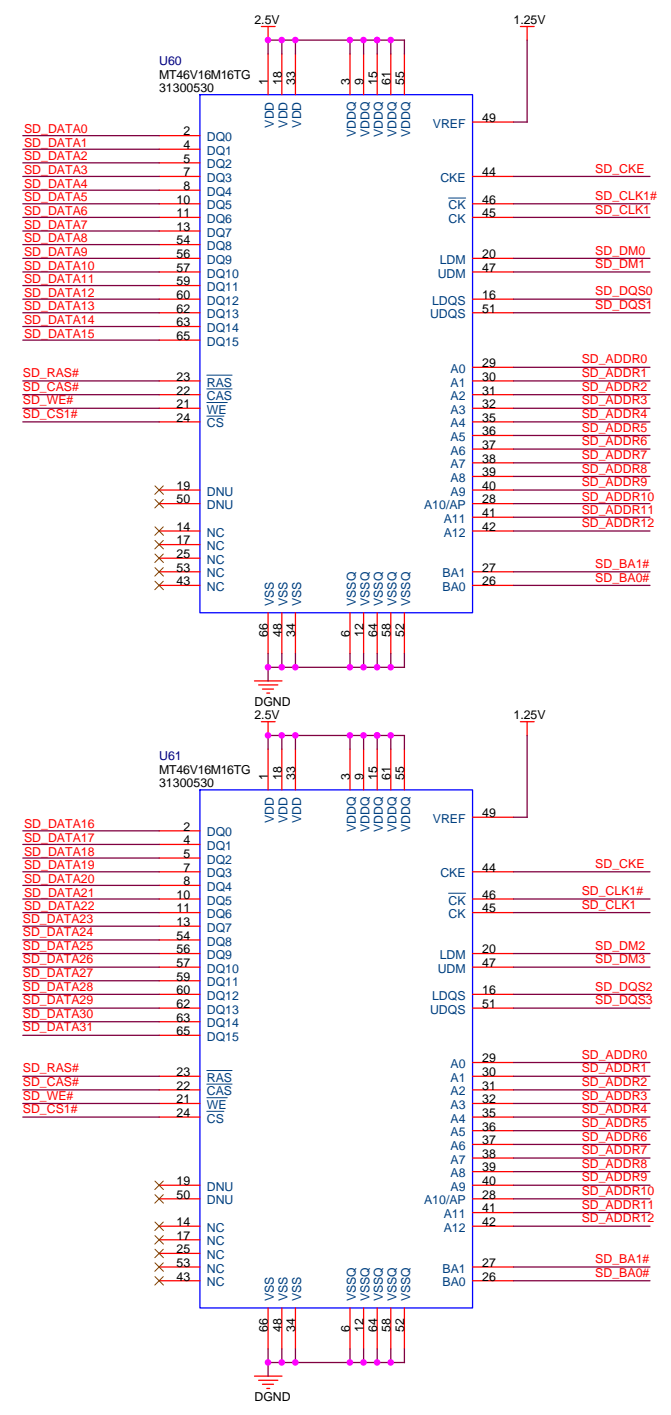 2.5V
1.25V
U60
MT46V16M16TG
31300530
1 18 33 3 9 15 61 55
VDD VDD VDD VDDQ VDDQ VDDQ VDDQ VDDQ
VREF 49
SD_DATA0 2 DQ0
SD_DATA1 4 DQ1
SD_DATA2 5 DQ2
SD_DATA3 7 DQ3
SD_DATA4 8 DQ4
SD_DATA5 10 DQ5
SD_DATA6 11 DQ6
SD_DATA7 13 DQ7
SD_DATA8 54 DQ8
SD_DATA9 56 DQ9
SD_DATA10 57 DQ10
SD_DATA11 59 DQ11
SD_DATA12 60 DQ12
SD_DATA13 62 DQ13
SD_DATA14 63 DQ14
SD_DATA15 65 DQ15
CKE 44 SD_CKE
CK 46 SD_CLK1#
CK 45 SD_CLK1
LDM 20 SD_DM0
UDM 47 SD_DM1
LDQS 16 SD_DQS0
UDQS 51 SD_DQS1
SD_RAS# 23 RAS
SD_CAS# 22 CAS
SD_WE# 21 WE
SD_CS1# 24 CS
A0 29 SD_ADDR0
A1 30 SD_ADDR1
A2 31 SD_ADDR2
A3 32 SD_ADDR3
A4 35 SD_ADDR4
A5 36 SD_ADDR5
A6 37 SD_ADDR6
A7 38 SD_ADDR7
A8 39 SD_ADDR8
A9 40 SD_ADDR9
A10/AP 28 SD_ADDR10
A11 41 SD_ADDR11
A12 42 SD_ADDR12
19 DNU
50 DNU
14 NC
17 NC
25 NC
53 NC
43 NC
BA1 27 SD_BA1#
BA0 26 SD_BA0#
VSS VSS VSS VSSQ VSSQ VSSQ VSSQ VSSQ
66 48 34 6 12 64 58 52
DGND
2.5V
1.25V
U61
MT46V16M16TG
31300530
1 18 33 3 9 15 61 55
VDD VDD VDD VDDQ VDDQ VDDQ VDDQ VDDQ
VREF 49
SD_DATA16 2 DQ0
SD_DATA17 4 DQ1
SD_DATA18 5 DQ2
SD_DATA19 7 DQ3
SD_DATA20 8 DQ4
SD_DATA21 10 DQ5
SD_DATA22 11 DQ6
SD_DATA23 13 DQ7
SD_DATA24 54 DQ8
SD_DATA25 56 DQ9
SD_DATA26 57 DQ10
SD_DATA27 59 DQ11
SD_DATA28 60 DQ12
SD_DATA29 62 DQ13
SD_DATA30 63 DQ14
SD_DATA31 65 DQ15
CKE 44 SD_CKE
CK 46 SD_CLK1#
CK 45 SD_CLK1
LDM 20 SD_DM2
UDM 47 SD_DM3
LDQS 16 SD_DQS2
UDQS 51 SD_DQS3
SD_RAS# 23 RAS
SD_CAS# 22 CAS
SD_WE# 21 WE
SD_CS1# 24 CS
A0 29 SD_ADDR0
A1 30 SD_ADDR1
A2 31 SD_ADDR2
A3 32 SD_ADDR3
A4 35 SD_ADDR4
A5 36 SD_ADDR5
A6 37 SD_ADDR6
A7 38 SD_ADDR7
A8 39 SD_ADDR8
A9 40 SD_ADDR9
A10/AP 28 SD_ADDR10
A11 41 SD_ADDR11
A12 42 SD_ADDR12
19 DNU
50 DNU
14 NC
17 NC
25 NC
53 NC
43 NC
BA1 27 SD_BA1#
BA0 26 SD_BA0#
VSS VSS VSS VSSQ VSSQ VSSQ VSSQ VSSQ
66 48 34 6 12 64 58 52
DGND